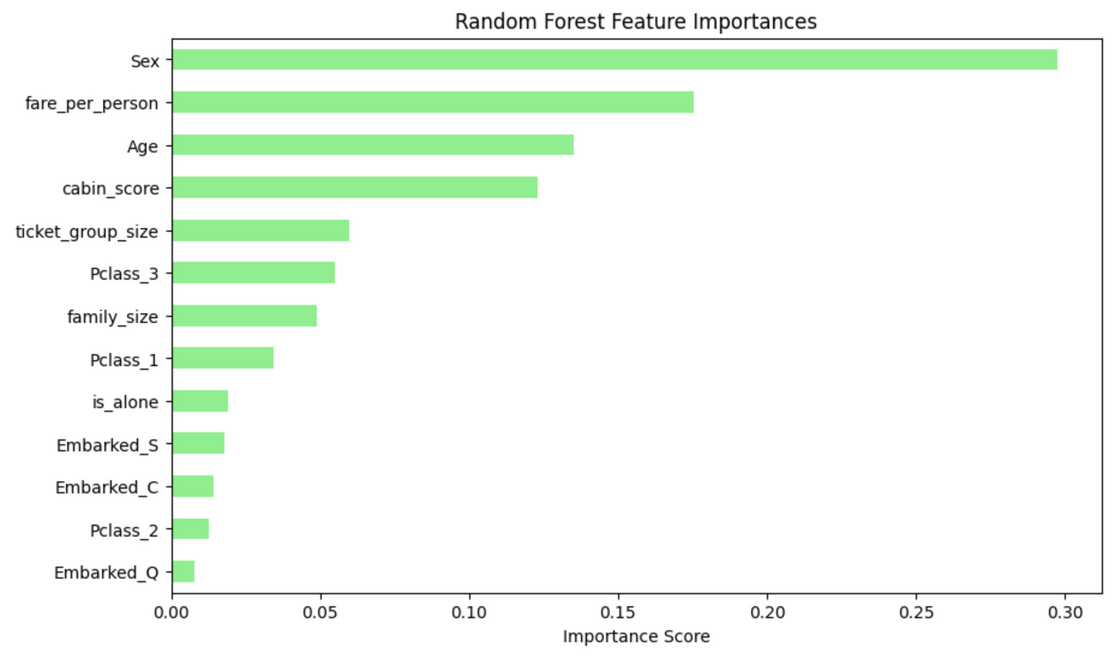 Random Forest Feature Importances
Sex
fare_per_person
Age
cabin_score
ticket_group_size
Pclass_3
family_size
Pclass_1
is_alone
Embarked_S
Embarked_C
Pclass_2
Embarked_Q
0.00 0.05 0.10 0.15 0.20 0.25 0.30
Importance Score